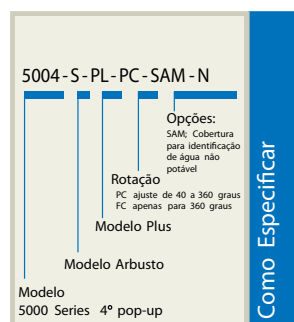 5004-S-PL-PC-SAM-N
Opções:
SAM; Cobertura
para identificação
de água não
potável
Rotação
PC ajuste de 40 a 360 graus
FC apenas para 360 graus
Modelo Plus
Modelo Arbusto
Modelo
5000 Series 4º pop-up
Como Especificar